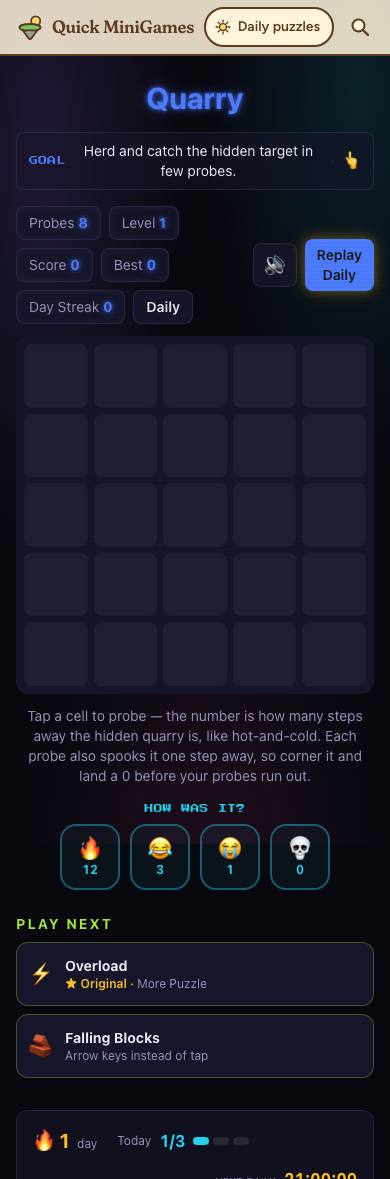 Quick MiniGames
Daily puzzles
Quarry
GOAL
Herd and catch the hidden target in
few probes.
Probes 8
Level 1
Score 0
Best 0
Day Streak 0
Daily
Replay
Daily
Tap a cell to probe — the number is how many steps
away the hidden quarry is, like hot-and-cold. Each
probe also spooks it one step away, so corner it and
land a 0 before your probes run out.
HOW WAS IT?
12
3
1
0
PLAY NEXT
Overload
Original · More Puzzle
Falling Blocks
Arrow keys instead of tap
1 day
Today 1/3